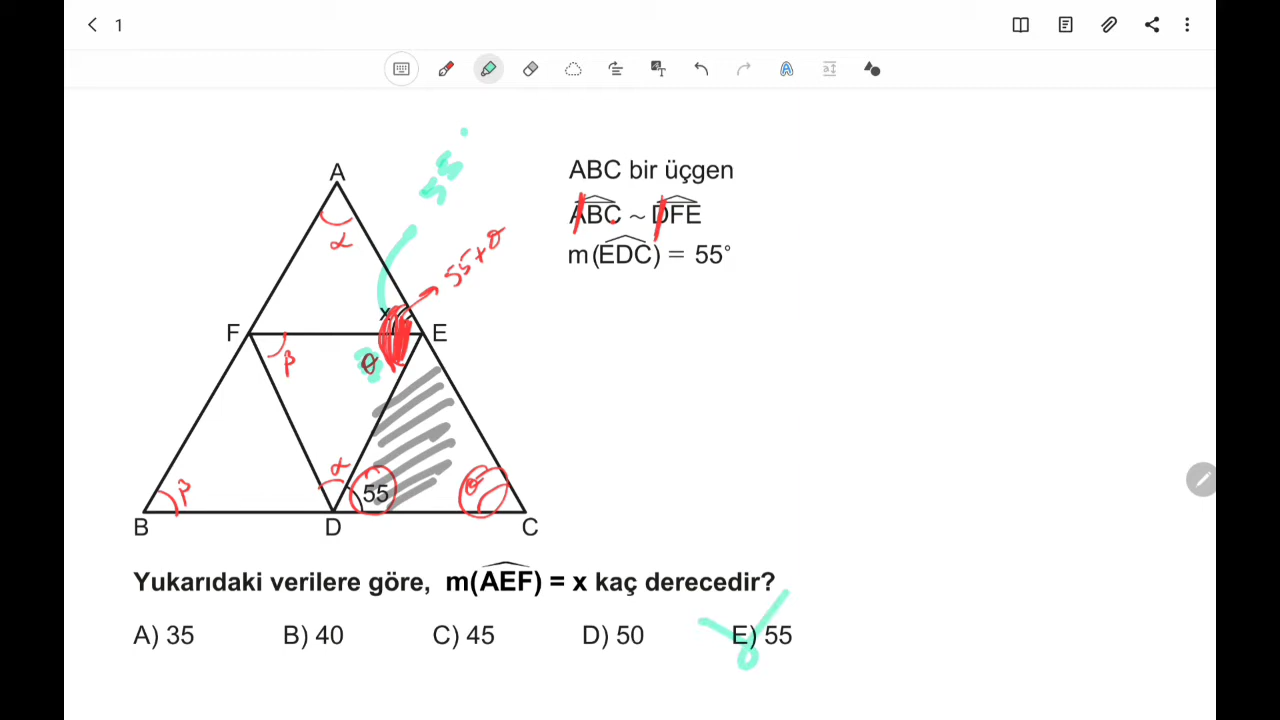 1
ABC bir üçgen
ABC ~ DFE
m(EDC) = 55°
55°
A
α
55+θ
x
F
E
β
θ
α
β
55
θ
B
D
C
Yukarıdaki verilere göre, m(AEF) = x kaç derecedir?
A) 35 B) 40 C) 45 D) 50 E) 55